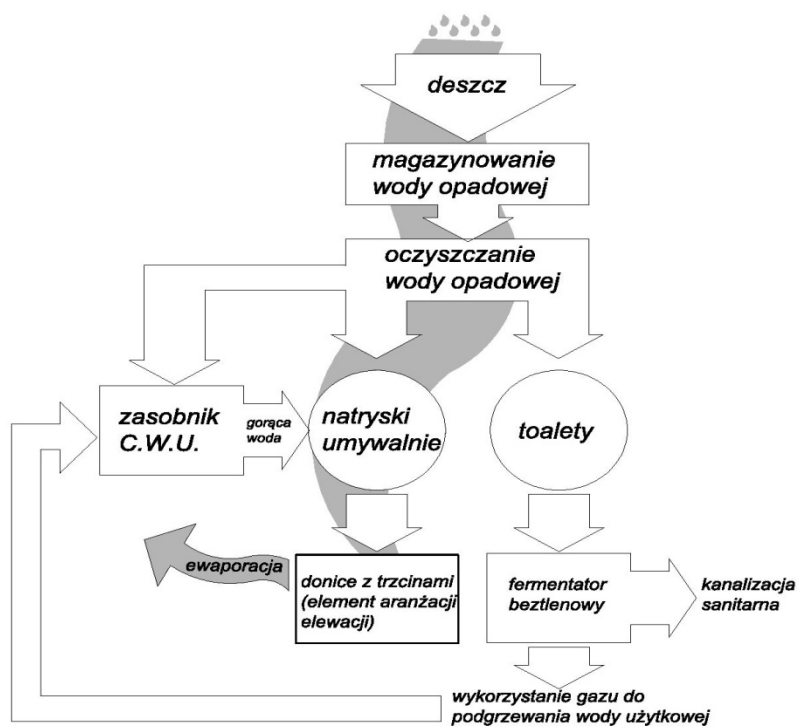 deszcz
magazynowanie
wody opadowej
oczyszczanie
wody opadowej
zasobnik
C.W.U.
gorąca
woda
natryski
umywalnie
toalety
ewaporacja
donice z trzcinami
(element aranżacji
elewacji)
fermentator
beztlenowy
kanalizacja
sanitarna
wykorzystanie gazu do
podgrzewania wody użytkowej